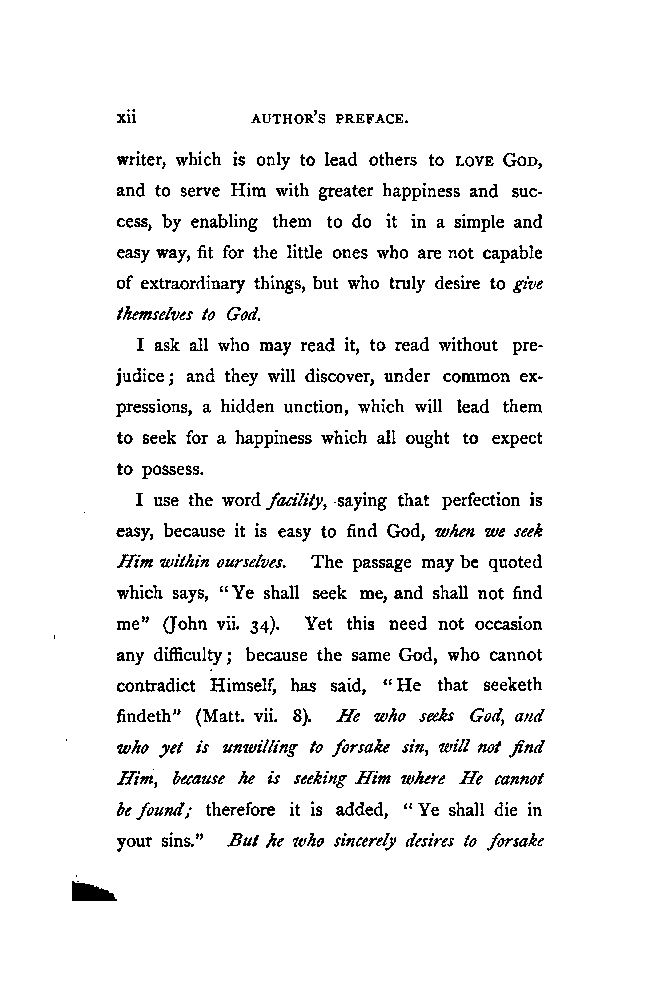 xii AUTHOR'S PREFACE.
writer, which is only to lead others to LOVE GOD,
and to serve Him with greater happiness and suc-
cess, by enabling them to do it in a simple and
easy way, fit for the little ones who are not capable
of extraordinary things, but who truly desire to give
themselves to God.
I ask all who may read it, to read without pre-
judice; and they will discover, under common ex-
pressions, a hidden unction, which will lead them
to seek for a happiness which all ought to expect
to possess.
I use the word facility, saying that perfection is
easy, because it is easy to find God, when we seek
Him within ourselves. The passage may be quoted
which says, "Ye shall seek me, and shall not find
me" (John vii. 34). Yet this need not occasion
any difficulty; because the same God, who cannot
contradict Himself, has said, "He that seeketh
findeth" (Matt. vii. 8). He who seeks God, and
who yet is unwilling to forsake sin, will not find
Him, because he is seeking Him where He cannot
be found; therefore it is added, "Ye shall die in
your sins." But he who sincerely desires to forsake